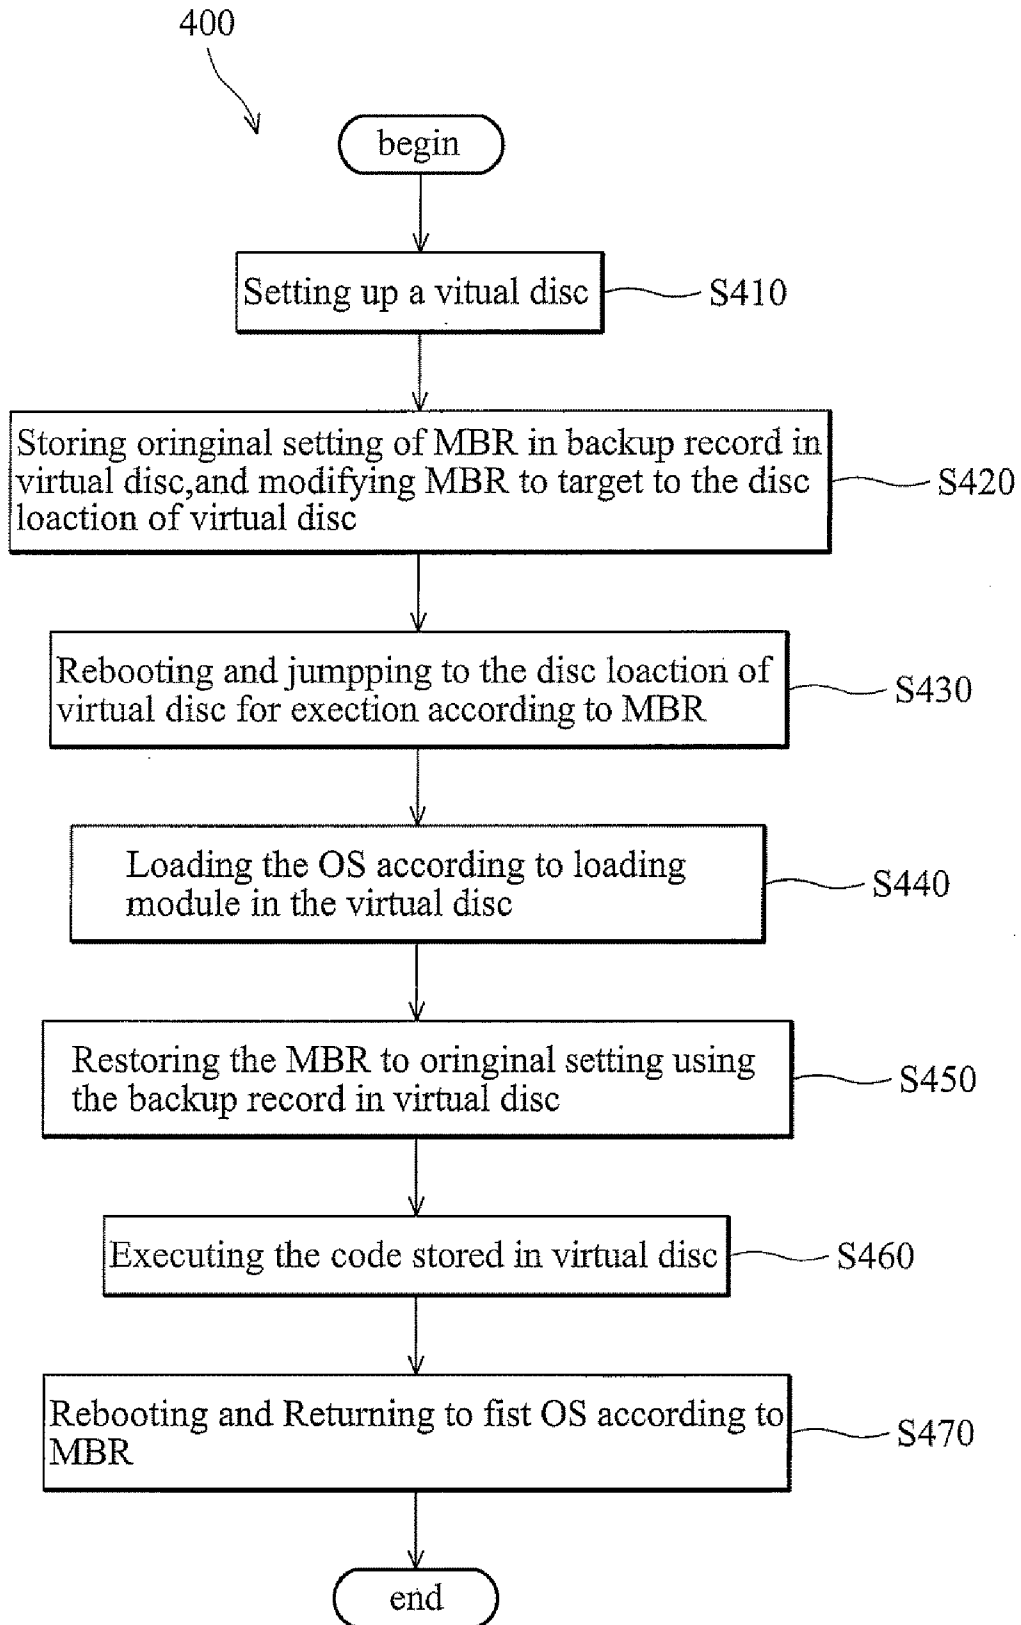 400
begin
Setting up a vitual disc
S410
Storing oringinal setting of MBR in backup record in
virtual disc,and modifying MBR to target to the disc
loaction of virtual disc
S420
Rebooting and jumpping to the disc loaction of
virtual disc for exection according to MBR
S430
Loading the OS according to loading
module in the virtual disc
S440
Restoring the MBR to oringinal setting using
the backup record in virtual disc
S450
Executing the code stored in virtual disc
S460
Rebooting and Returning to fist OS according to
MBR
S470
end